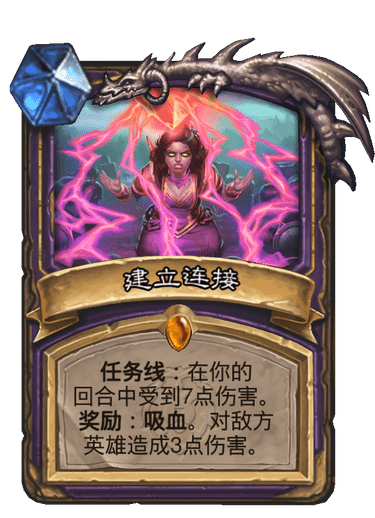 建立连接
任务线：在你的
回合中受到7点伤害。
奖励：吸血。对敌方
英雄造成3点伤害。